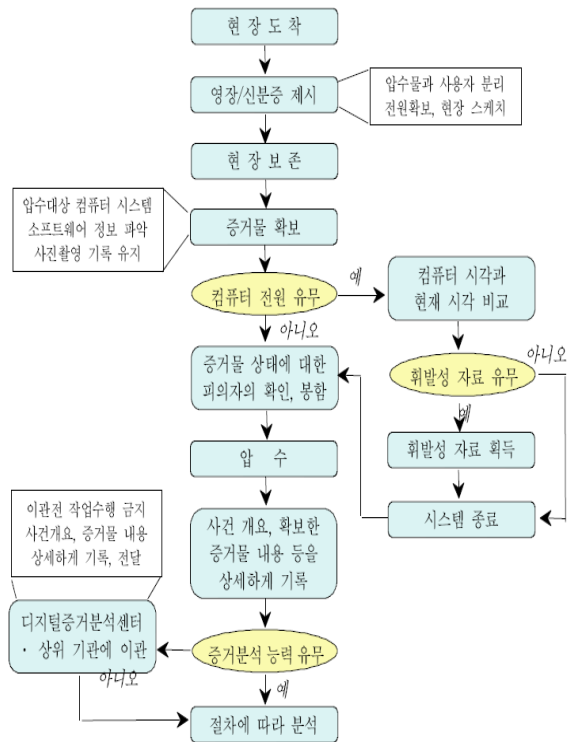 현 장 도 착
영장/신분증 제시
압수물과 사용자 분리
전원확보, 현장 스케치
현 장 보 존
압수대상 컴퓨터 시스템
소프트웨어 정보 파악
사진촬영 기록 유지
증거물 확보
컴퓨터 전원 유무
예
컴퓨터 시각과
현재 시각 비교
아니오
증거물 상태에 대한
피의자의 확인, 봉함
휘발성 자료 유무
아니오
예
휘발성 자료 획득
압 수
시스템 종료
이관전 작업수행 금지
사건개요, 증거물 내용
상세하게 기록, 전달
사건 개요, 확보한
증거물 내용 등을
상세하게 기록
디지털증거분석센터
· 상위 기관에 이관
아니오
증거분석 능력 유무
예
절차에 따라 분석